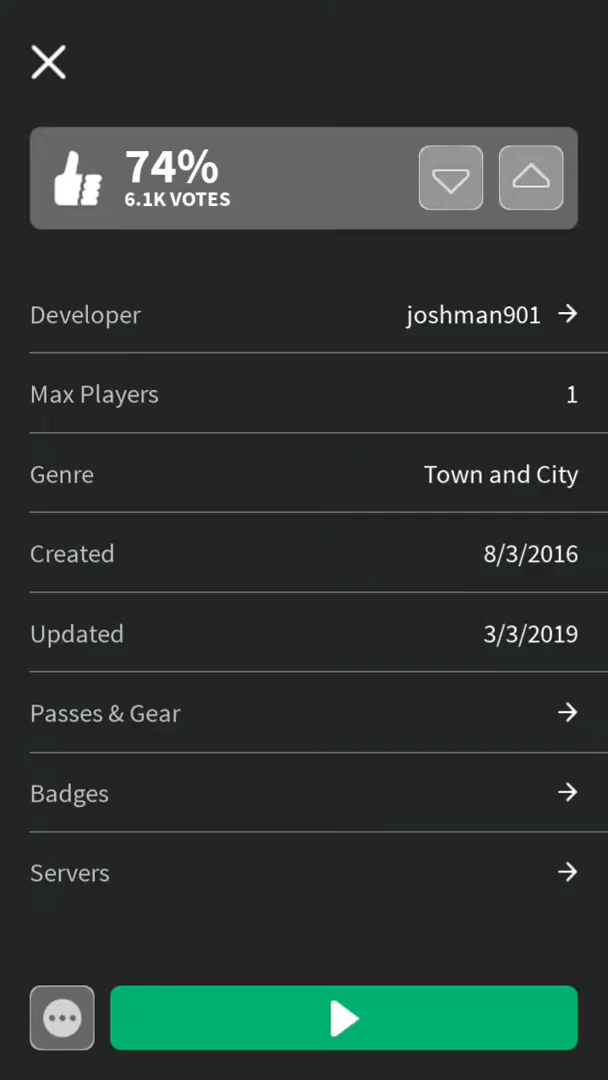 74%
6.1K VOTES
Developer joshman901
Max Players 1
Genre Town and City
Created 8/3/2016
Updated 3/3/2019
Passes & Gear
Badges
Servers